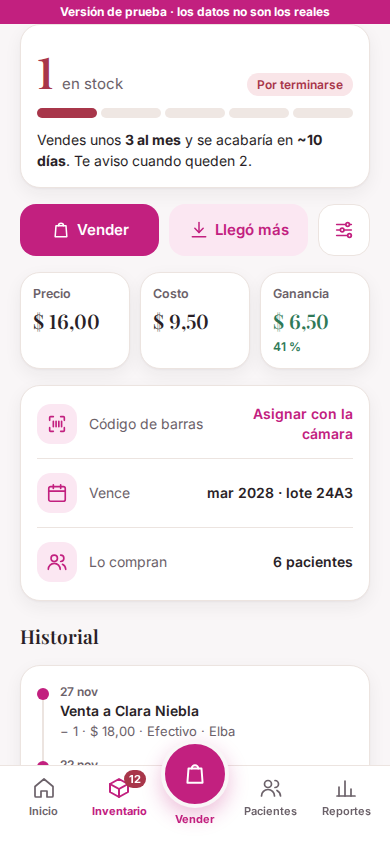 Versión de prueba · los datos no son los reales
1 en stock
Por terminarse
Vendes unos 3 al mes y se acabaría en ~10
días. Te aviso cuando queden 2.
Vender
Llegó más
Precio
$ 16,00
Costo
$ 9,50
Ganancia
$ 6,50
41 %
Código de barras
Asignar con la
cámara
Vence
mar 2028 · lote 24A3
Lo compran
6 pacientes
Historial
27 nov
Venta a Clara Niebla
− 1 · $ 18,00 · Efectivo · Elba
22 nov
Inicio
12
Inventario
Vender
Pacientes
Reportes